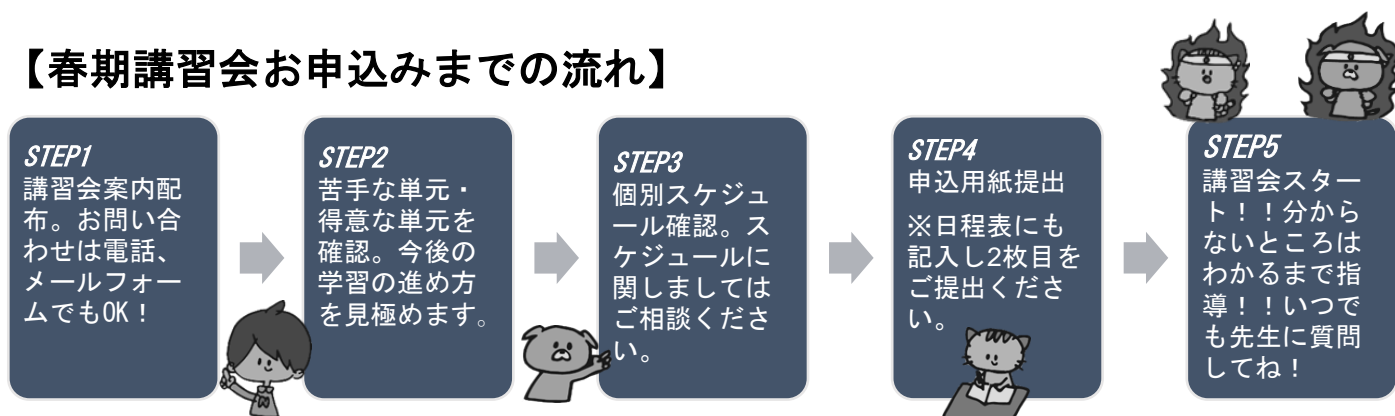 【春期講習会お申込みまでの流れ】
STEP1
講習会案内配
布。お問い合
わせは電話、
メールフォー
ムでもOK！
STEP2
苦手な単元・
得意な単元を
確認。今後の
学習の進め方
を見極めます。
STEP3
個別スケジュ
ール確認。ス
ケジュールに
関しましては
ご相談くださ
い。
STEP4
申込用紙提出
※日程表にも
記入し2枚目を
ご提出くださ
い。
STEP5
講習会スター
ト！！分から
ないところは
わかるまで指
導！！いつで
も先生に質問
してね！